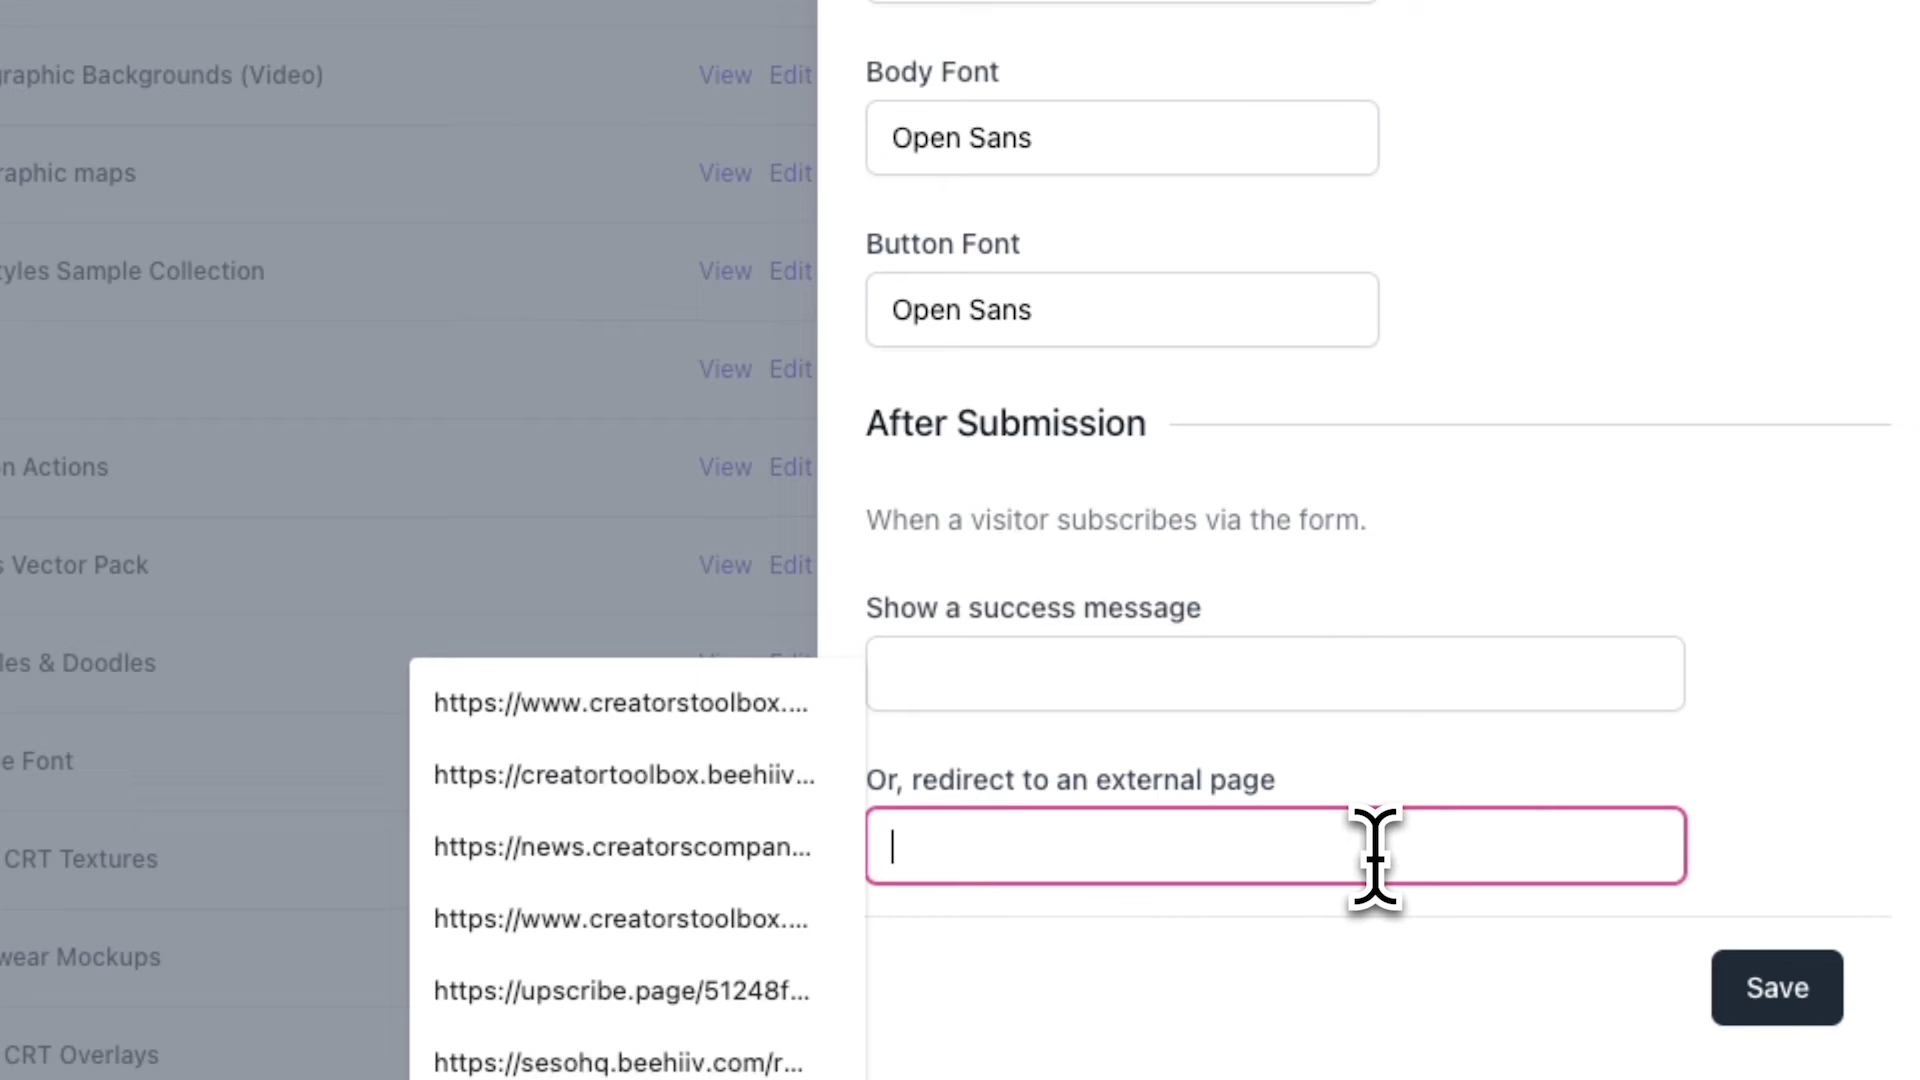 graphic Backgrounds (Video) View Edit
raphic maps View Edit
tyles Sample Collection View Edit
View Edit
n Actions View Edit
s Vector Pack View Edit
les & Doodles
e Font
CRT Textures
wear Mockups
CRT Overlays
https://www.creatorstoolbox....
https://creatortoolbox.beehiiv...
https://news.creatorscompan...
https://www.creatorstoolbox....
https://upscribe.page/51248f...
https://sesohq.beehiiv.com/r...
Body Font
Open Sans
Button Font
Open Sans
After Submission
When a visitor subscribes via the form.
Show a success message
Or, redirect to an external page
Save